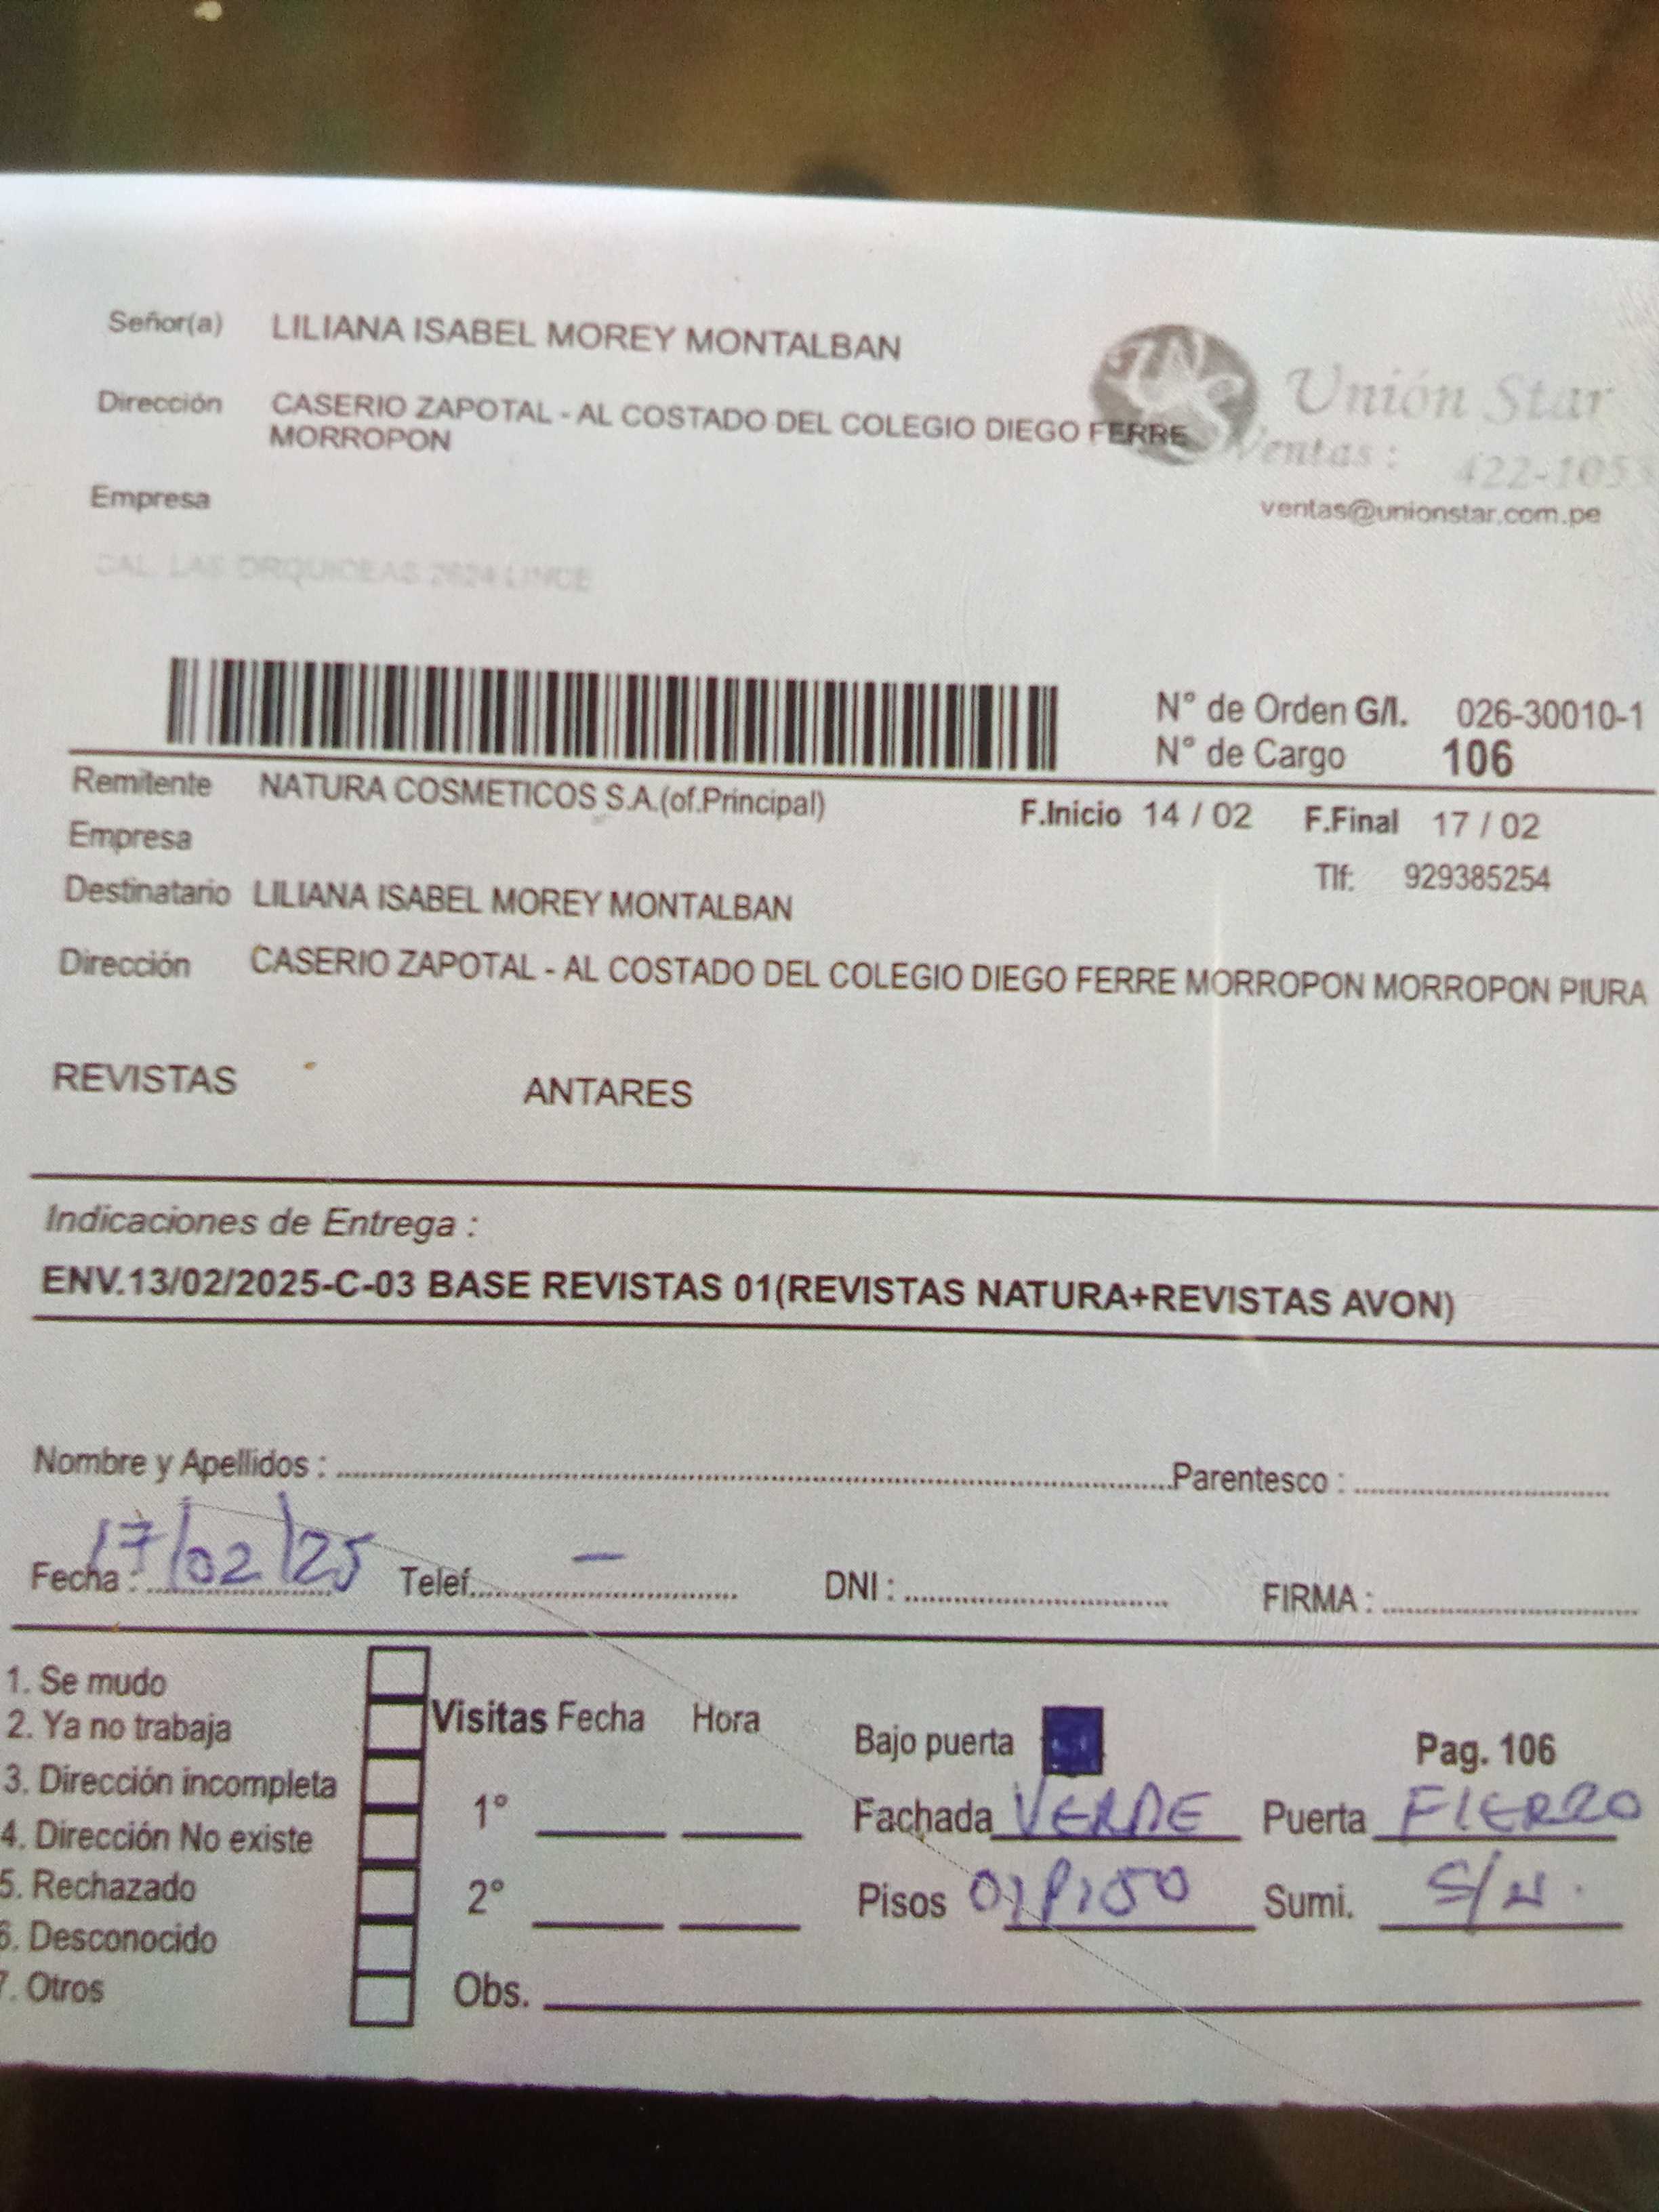 Señor(a) LILIANA ISABEL MOREY MONTALBAN
Dirección CASERIO ZAPOTAL - AL COSTADO DEL COLEGIO DIEGO FERRE
MORROPON
Unión Star
Ventas: 422-1053
ventas@unionstar.com.pe
Empresa
CAL. LAS ORQUIDEAS 2624 LINCE
N° de Orden G/I. 026-30010-1
N° de Cargo 106
Remitente NATURA COSMETICOS S.A.(of.Principal)
F.Inicio 14 / 02 F.Final 17 / 02
Empresa
Tlf: 929385254
Destinatario LILIANA ISABEL MOREY MONTALBAN
Dirección CASERIO ZAPOTAL - AL COSTADO DEL COLEGIO DIEGO FERRE MORROPON MORROPON PIURA
REVISTAS ANTARES
Indicaciones de Entrega :
ENV.13/02/2025-C-03 BASE REVISTAS 01(REVISTAS NATURA+REVISTAS AVON)
Nombre y Apellidos : Parentesco :
Fecha : 17/02/25 Telef. – DNI : FIRMA :
1. Se mudo
2. Ya no trabaja
3. Dirección incompleta
4. Dirección No existe
5. Rechazado
6. Desconocido
7. Otros
Visitas Fecha Hora
1°
2°
Obs.
Bajo puerta Pag. 106
Fachada VERDE Puerta FIERRO
Pisos 01 PISO Sumi. S/N.